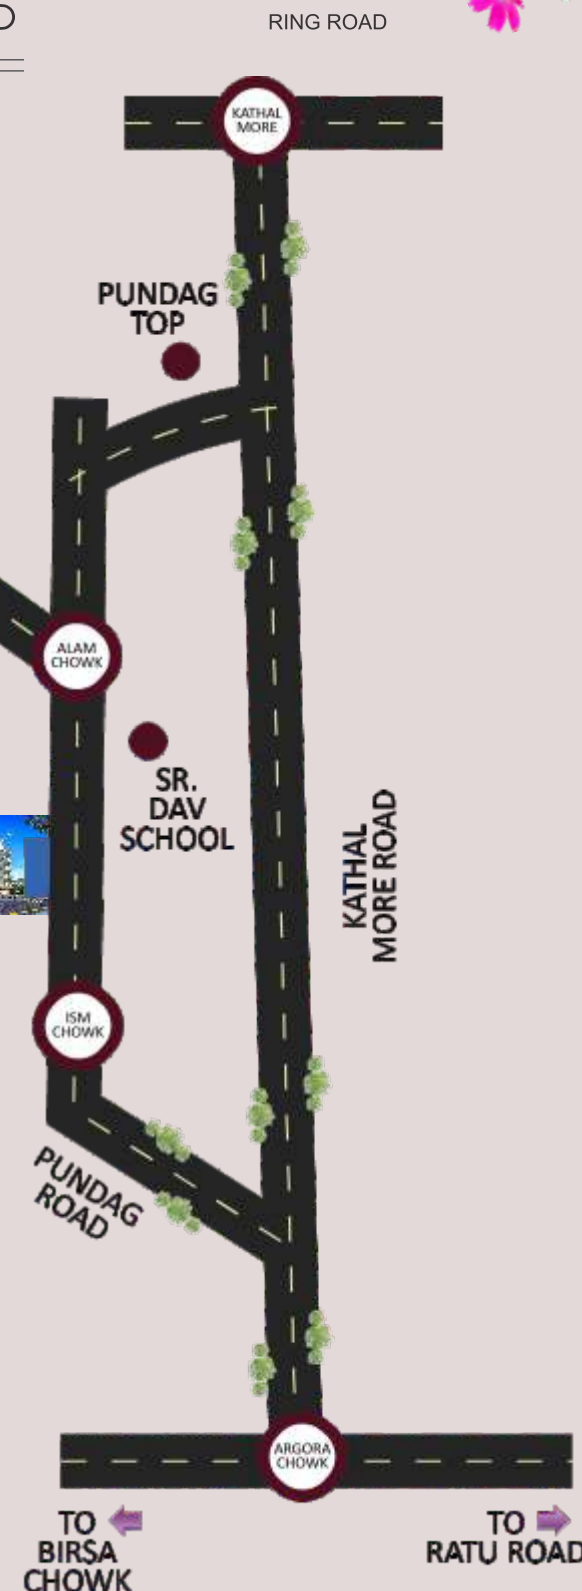 RING ROAD
KATHAL
MORE
PUNDAG
TOP
ALAM
CHOWK
SR.
DAV
SCHOOL
KATHAL
MORE ROAD
ISM
CHOWK
PUNDAG
ROAD
ARGORA
CHOWK
TO
BIRSA
CHOWK
TO
RATU ROAD